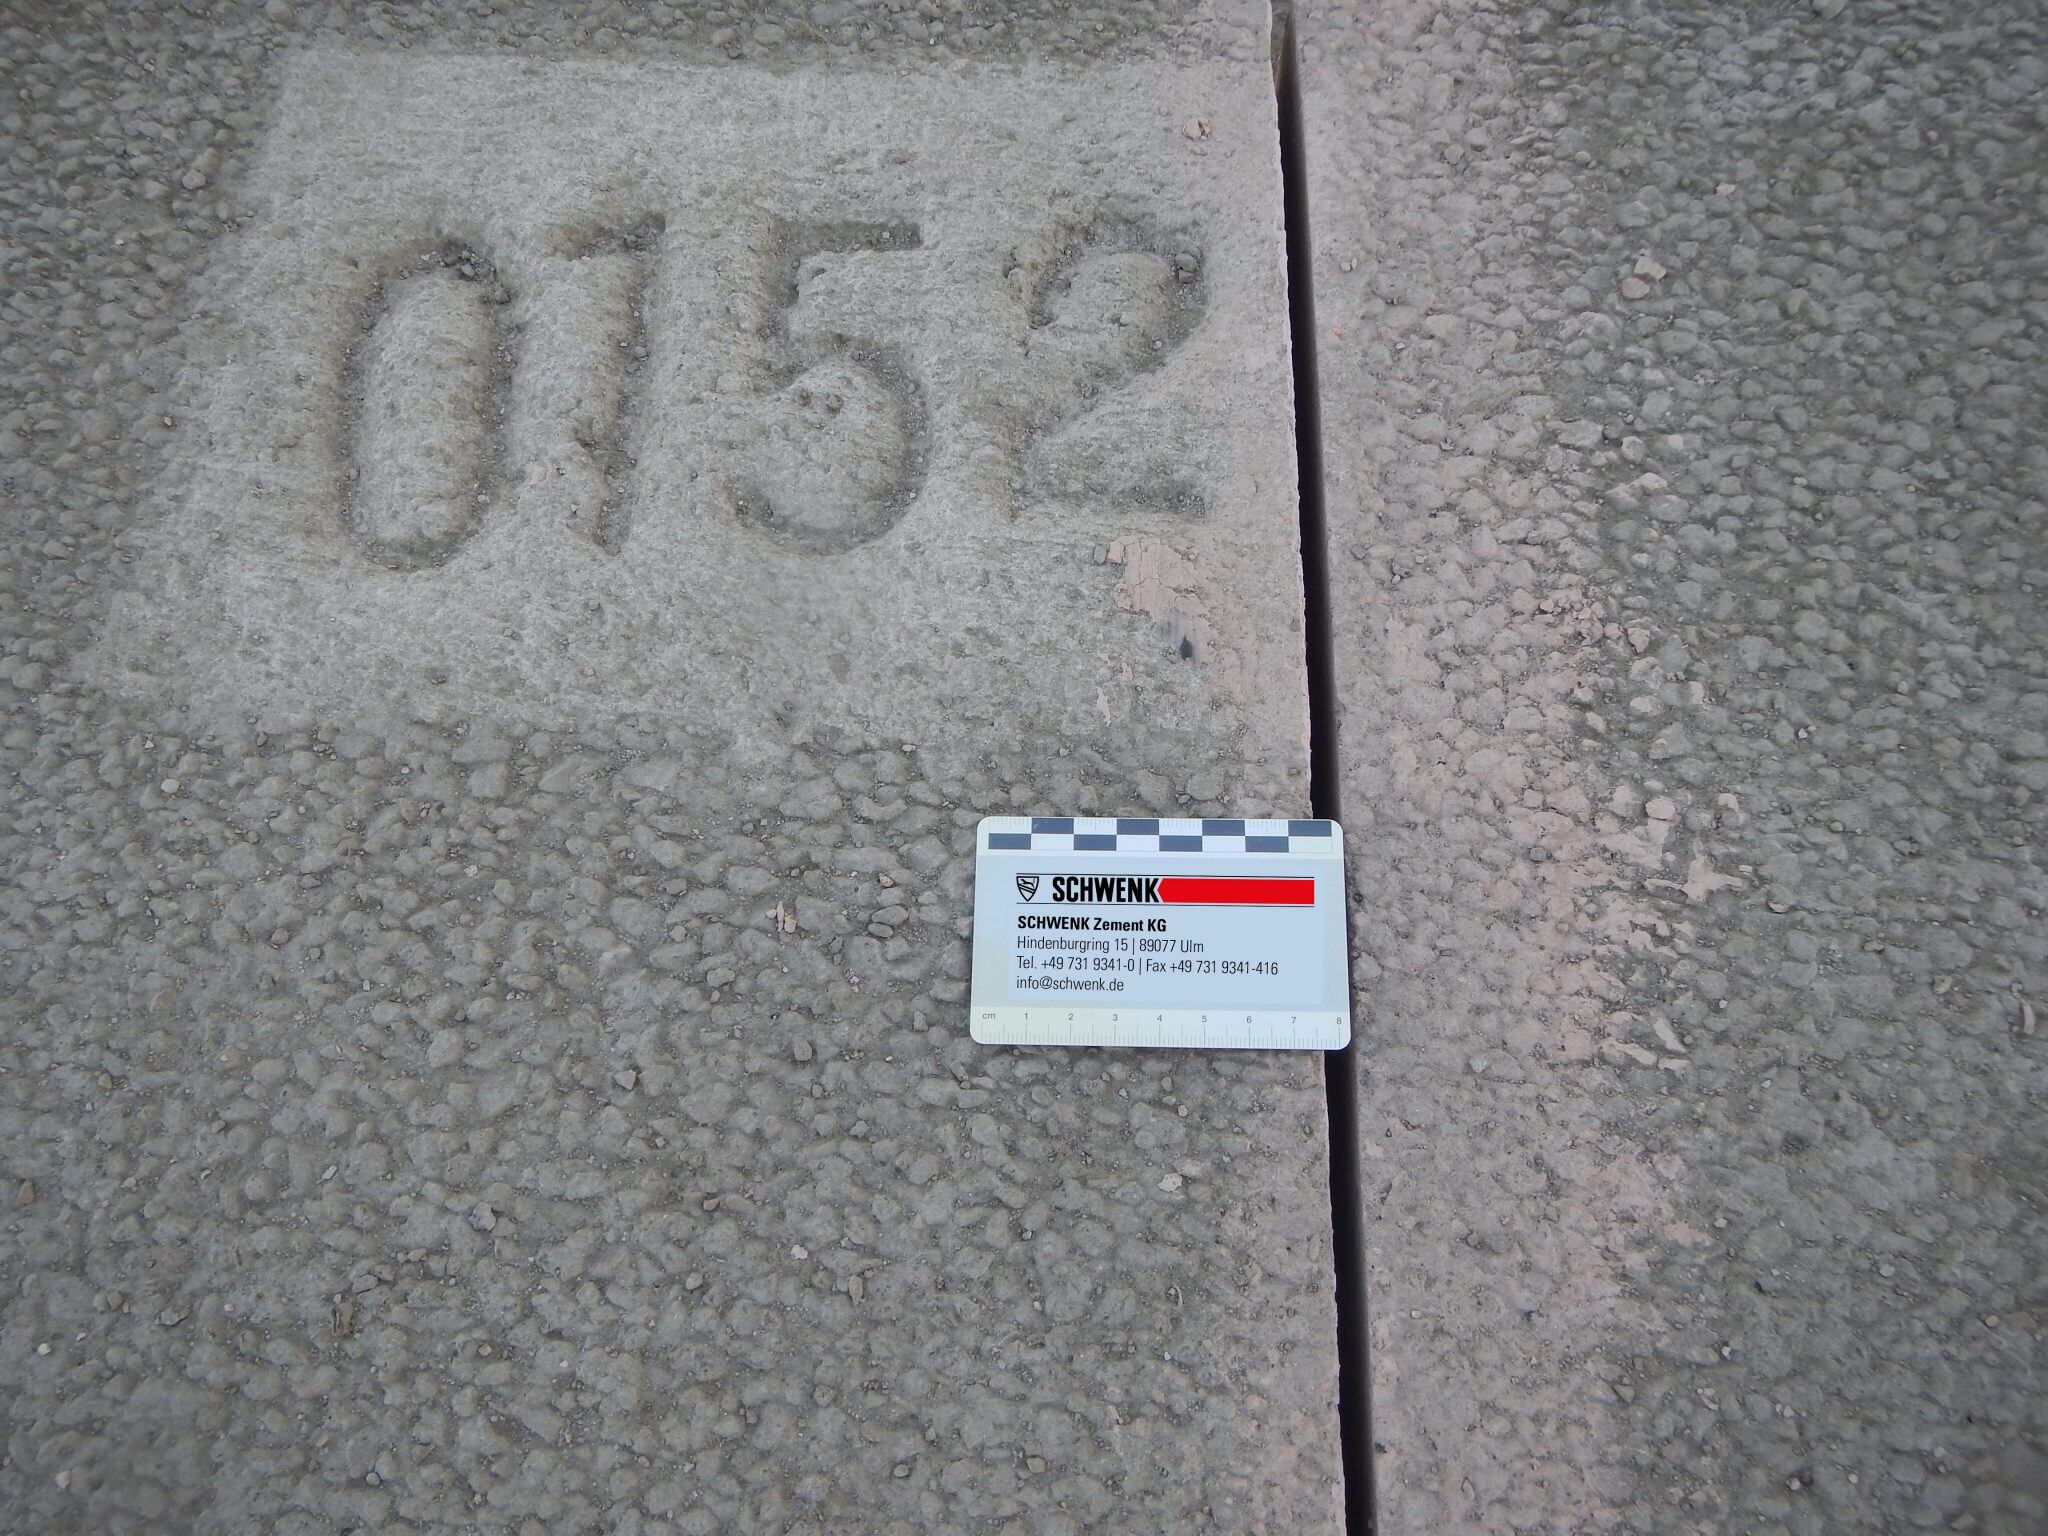 0152
SCHWENK
SCHWENK Zement KG
Hindenburgring 15 | 89077 Ulm
Tel. +49 731 9341-0 | Fax +49 731 9341-416
info@schwenk.de
cm 1 2 3 4 5 6 7 8